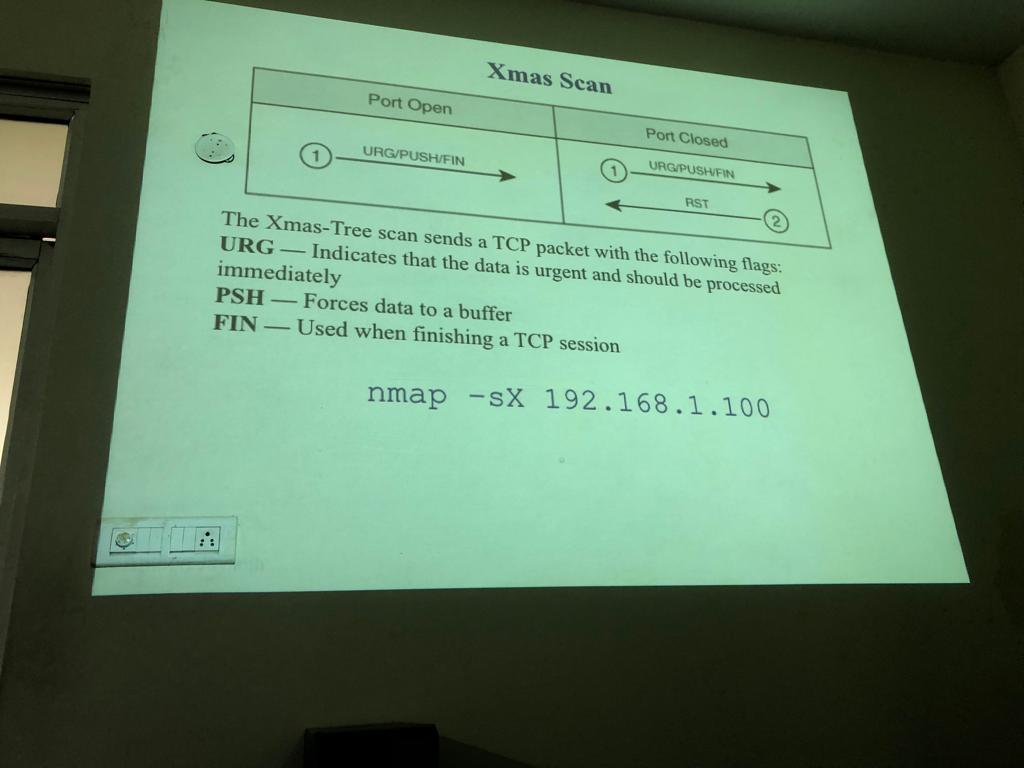 Xmas Scan
Port Open
Port Closed
1 URG/PUSH/FIN
1 URG/PUSH/FIN
RST 2
The Xmas-Tree scan sends a TCP packet with the following flags:
URG — Indicates that the data is urgent and should be processed
immediately
PSH — Forces data to a buffer
FIN — Used when finishing a TCP session
nmap -sX 192.168.1.100